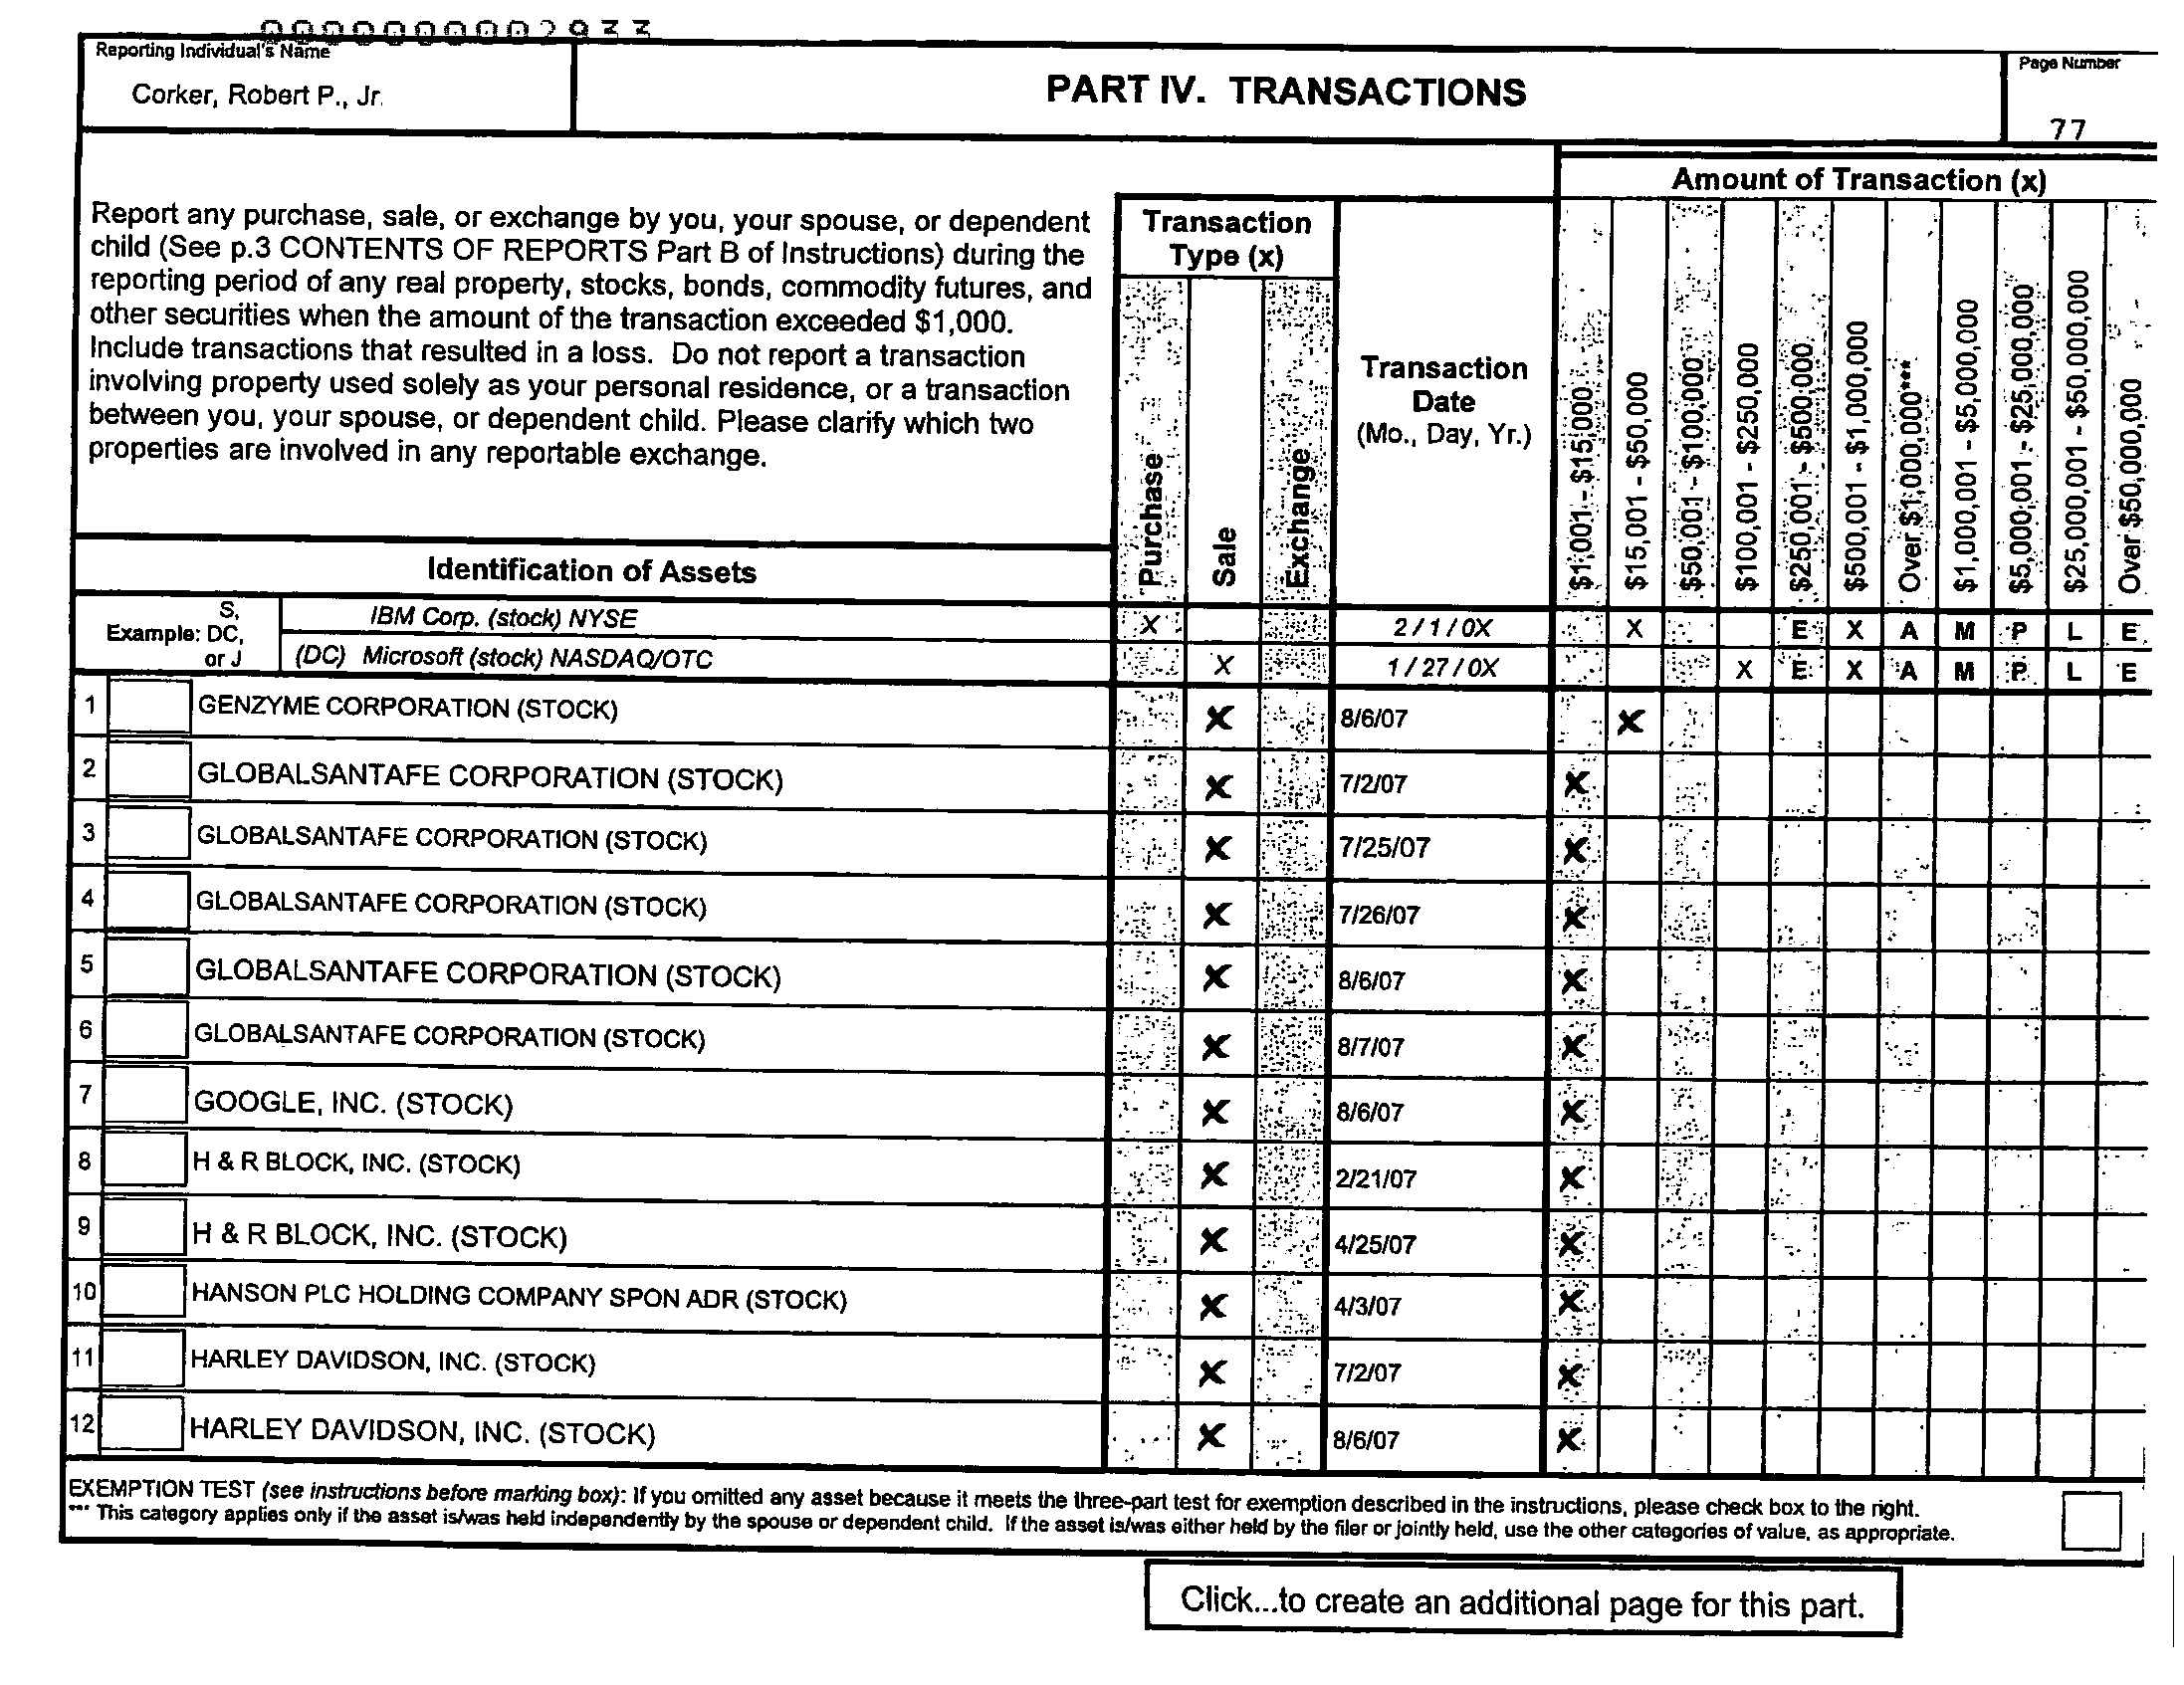 000000002933
Reporting Individual's Name
Corker, Robert P., Jr.
PART IV. TRANSACTIONS
Page Number
77
Report any purchase, sale, or exchange by you, your spouse, or dependent
child (See p.3 CONTENTS OF REPORTS Part B of Instructions) during the
reporting period of any real property, stocks, bonds, commodity futures, and
other securities when the amount of the transaction exceeded $1,000.
Include transactions that resulted in a loss. Do not report a transaction
involving property used solely as your personal residence, or a transaction
between you, your spouse, or dependent child. Please clarify which two
properties are involved in any reportable exchange.
Identification of Assets
Transaction
Type (x)
Purchase
Sale
Exchange
Transaction
Date
(Mo., Day, Yr.)
Amount of Transaction (x)
$1,001 - $15,000
$15,001 - $50,000
$50,001 - $100,000
$100,001 - $250,000
$250,001 - $500,000
$500,001 - $1,000,000
Over $1,000,000***
$1,000,001 - $5,000,000
$5,000,001 - $25,000,000
$25,000,001 - $50,000,000
Over $50,000,000
Example: S, DC, or J
IBM Corp. (stock) NYSE X 2 / 1 / 0X X E X A M P L E
(DC) Microsoft (stock) NASDAQ/OTC X 1 / 27 / 0X X E X A M P L E
1 GENZYME CORPORATION (STOCK) X 8/6/07 X
2 GLOBALSANTAFE CORPORATION (STOCK) X 7/2/07 X
3 GLOBALSANTAFE CORPORATION (STOCK) X 7/25/07 X
4 GLOBALSANTAFE CORPORATION (STOCK) X 7/26/07 X
5 GLOBALSANTAFE CORPORATION (STOCK) X 8/6/07 X
6 GLOBALSANTAFE CORPORATION (STOCK) X 8/7/07 X
7 GOOGLE, INC. (STOCK) X 8/6/07 X
8 H & R BLOCK, INC. (STOCK) X 2/21/07 X
9 H & R BLOCK, INC. (STOCK) X 4/25/07 X
10 HANSON PLC HOLDING COMPANY SPON ADR (STOCK) X 4/3/07 X
11 HARLEY DAVIDSON, INC. (STOCK) X 7/2/07 X
12 HARLEY DAVIDSON, INC. (STOCK) X 8/6/07 X
EXEMPTION TEST (see instructions before marking box): If you omitted any asset because it meets the three-part test for exemption described in the instructions, please check box to the right.
*** This category applies only if the asset is/was held independently by the spouse or dependent child. If the asset is/was either held by the filer or jointly held, use the other categories of value, as appropriate.
Click...to create an additional page for this part.